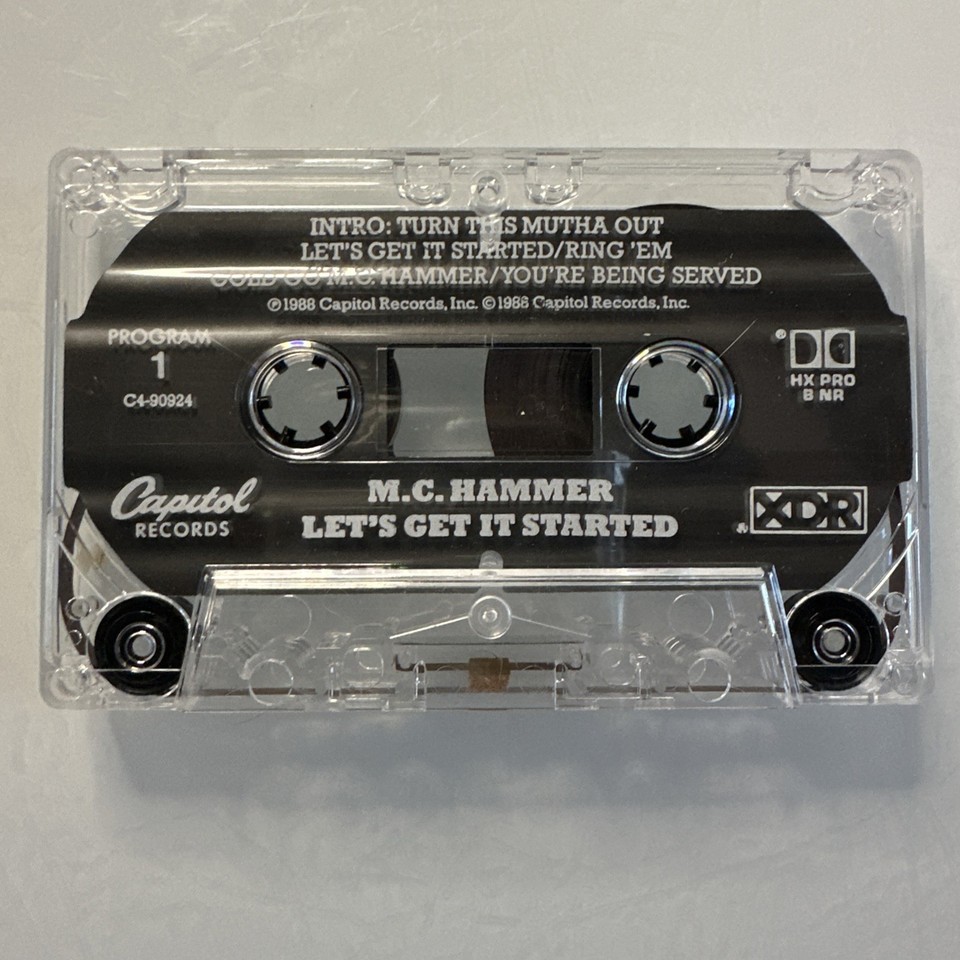 INTRO: TURN THIS MUTHA OUT
LET'S GET IT STARTED/RING 'EM
COLD GO M.C. HAMMER/YOU'RE BEING SERVED
℗1988 Capitol Records, Inc. ©1988 Capitol Records, Inc.
PROGRAM
1
C4-90924
®
HX PRO
B NR
Capitol
RECORDS
M.C. HAMMER
LET'S GET IT STARTED
XDR®